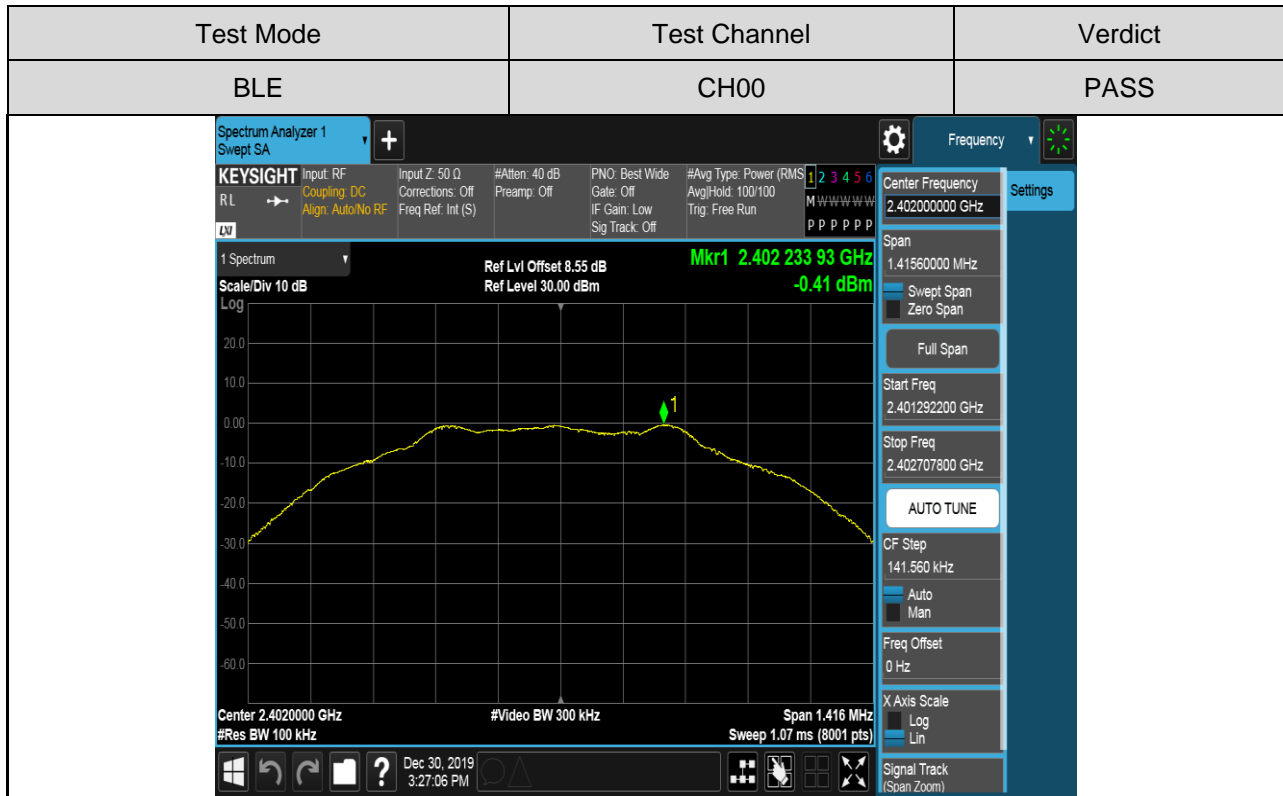 Test Mode Test Channel Verdict
BLE CH00 PASS
Spectrum Analyzer 1
Swept SA
+
Frequency
KEYSIGHT Input: RF Input Z: 50 Ω #Atten: 40 dB PNO: Best Wide #Avg Type: Power (RMS 1 2 3 4 5 6
RL Coupling: DC Corrections: Off Preamp: Off Gate: Off Avg|Hold: 100/100 M W W W W W
Align: Auto/No RF Freq Ref: Int (S) IF Gain: Low Trig: Free Run
LXI Sig Track: Off P P P P P P
1 Spectrum
Scale/Div 10 dB
Ref Lvl Offset 8.55 dB
Ref Level 30.00 dBm
Mkr1 2.402 233 93 GHz
-0.41 dBm
Log
20.0
10.0
0.00
-10.0
-20.0
-30.0
-40.0
-50.0
-60.0
1
Center 2.4020000 GHz #Video BW 300 kHz Span 1.416 MHz
#Res BW 100 kHz Sweep 1.07 ms (8001 pts)
Center Frequency
2.402000000 GHz
Settings
Span
1.41560000 MHz
Swept Span
Zero Span
Full Span
Start Freq
2.401292200 GHz
Stop Freq
2.402707800 GHz
AUTO TUNE
CF Step
141.560 kHz
Auto
Man
Freq Offset
0 Hz
X Axis Scale
Log
Lin
Signal Track
(Span Zoom)
?
Dec 30, 2019
3:27:06 PM